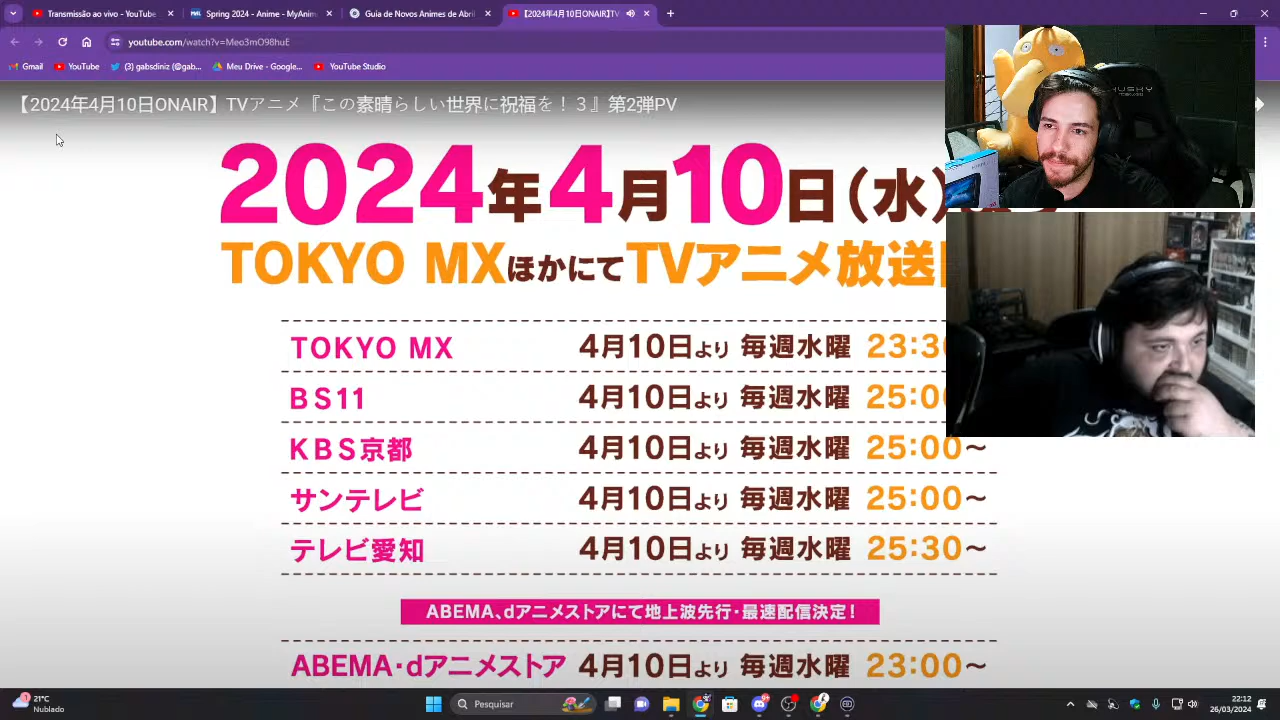 Transmissão ao vivo do YouTube
Spring 2024 - Anime - MyAnime
Guia de Novos Animes de Abril
【2024年4月10日ONAIR】TV
youtube.com/watch?v=Meo3mO98huE
Gmail
YouTube
(3) gabsdiniz (@gab...
Meu Drive - Google...
YouTube Studio
【2024年4月10日ONAIR】TVアニメ『この素晴らしい世界に祝福を！３』第2弾PV
2024年4月10日(水)
TOKYO MXほかにてTVアニメ放送
TOKYO MX 4月10日より 毎週水曜 23:30
BS11 4月10日より 毎週水曜 25:00
KBS京都 4月10日より 毎週水曜 25:00～
サンテレビ 4月10日より 毎週水曜 25:00～
テレビ愛知 4月10日より 毎週水曜 25:30～
ABEMA、dアニメストアにて地上波先行・最速配信決定！
ABEMA・dアニメストア 4月10日より 毎週水曜 23:00～
HUSKY
21°C
Nublado
Pesquisar
22:12
26/03/2024